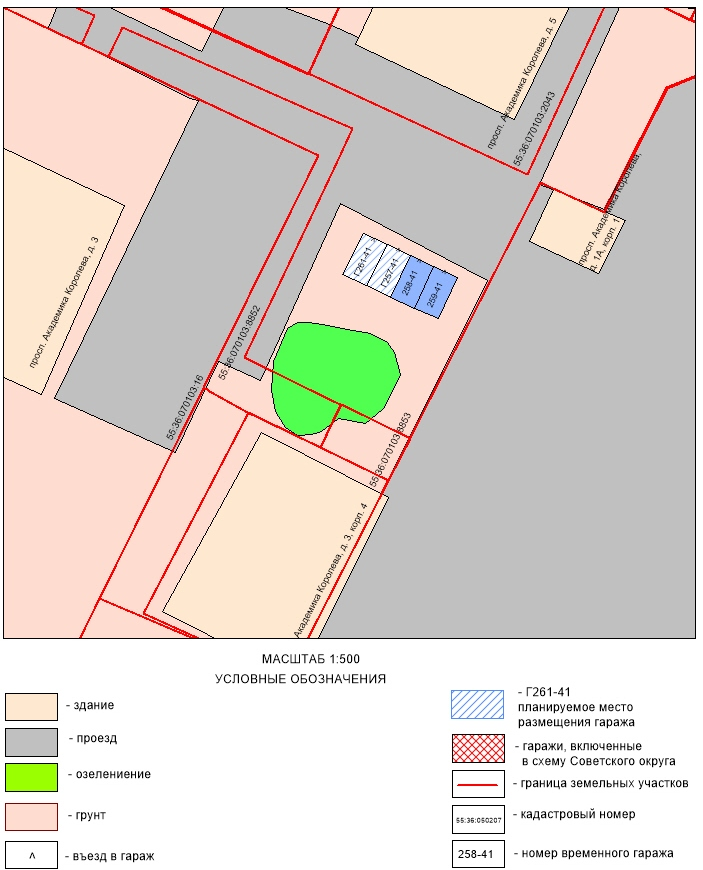 просп. Академика Королева, д. 5
55:36:070103:2043
просп. Академика Королева,
д. 1А, корп. 1
просп. Академика Королева, д. 3
Г261-41
Г257-41
258-41
259-41
55:36:070103:8852
55:36:070103:16
55:36:070103:8853
Академика Королева, д. 3, корп. 4
МАСШТАБ 1:500
УСЛОВНЫЕ ОБОЗНАЧЕНИЯ
- здание
- проезд
- озеленение
- грунт
^
- въезд в гараж
- Г261-41
планируемое место
размещения гаража
- гаражи, включенные
в схему Советского округа
- граница земельных участков
55:36:050207
- кадастровый номер
258-41
- номер временного гаража